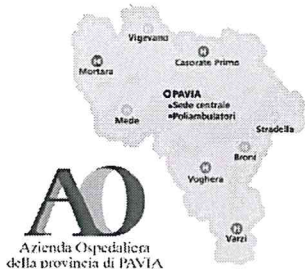 Vigevano
H
Casorate Primo
H
Mortara
PAVIA
•Sede centrale
•Poliambulatori
H
Mede
Stradella
H
Broni
H
Voghera
H
Varzi
AO
Azienda Ospedaliera
della provincia di PAVIA